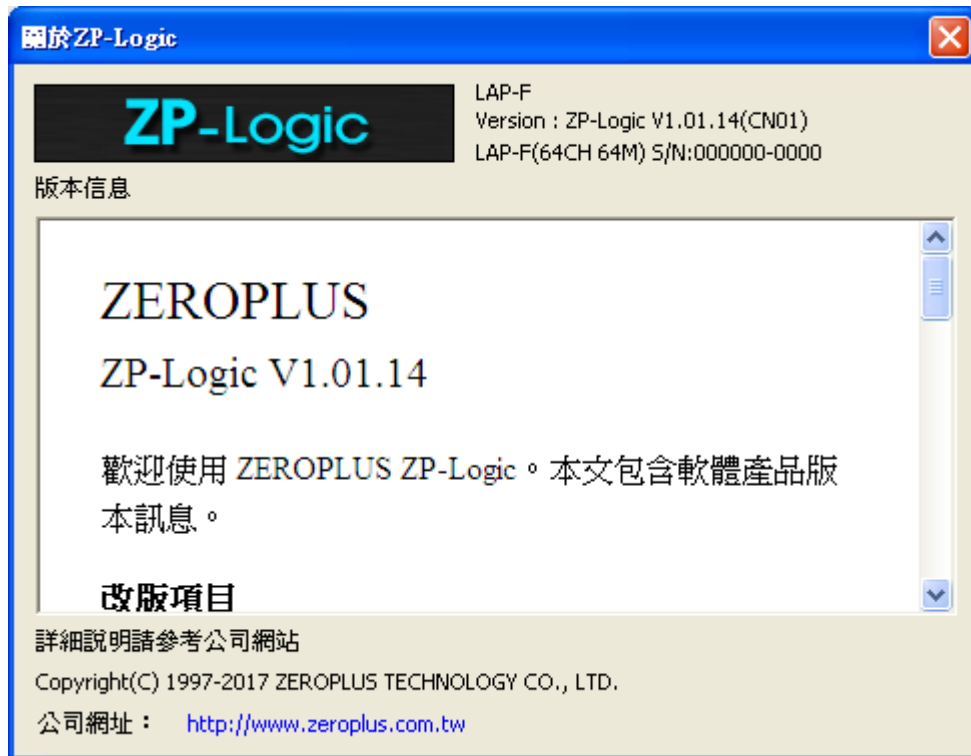 關於ZP-Logic
ZP-Logic
LAP-F
Version : ZP-Logic V1.01.14(CN01)
LAP-F(64CH 64M) S/N:000000-0000
版本信息
ZEROPLUS
ZP-Logic V1.01.14
歡迎使用 ZEROPLUS ZP-Logic。本文包含軟體產品版
本訊息。
改版項目
詳細說明請參考公司網站
Copyright(C) 1997-2017 ZEROPLUS TECHNOLOGY CO., LTD.
公司網址： http://www.zeroplus.com.tw